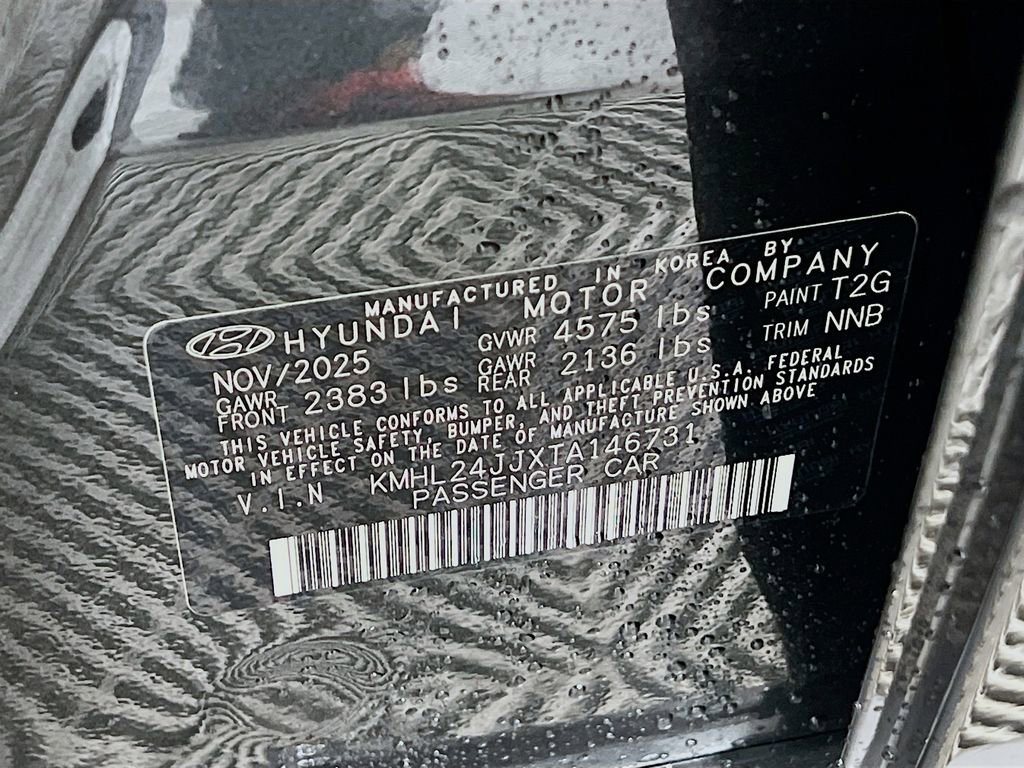 MANUFACTURED IN KOREA BY
HYUNDAI MOTOR COMPANY
NOV/2025 GVWR 4575 lbs PAINT T2G
GAWR FRONT 2383 lbs GAWR REAR 2136 lbs TRIM NNB
THIS VEHICLE CONFORMS TO ALL APPLICABLE U.S.A. FEDERAL
MOTOR VEHICLE SAFETY, BUMPER, AND THEFT PREVENTION STANDARDS
IN EFFECT ON THE DATE OF MANUFACTURE SHOWN ABOVE
V.I.N KMHL24JJXTA146731
PASSENGER CAR